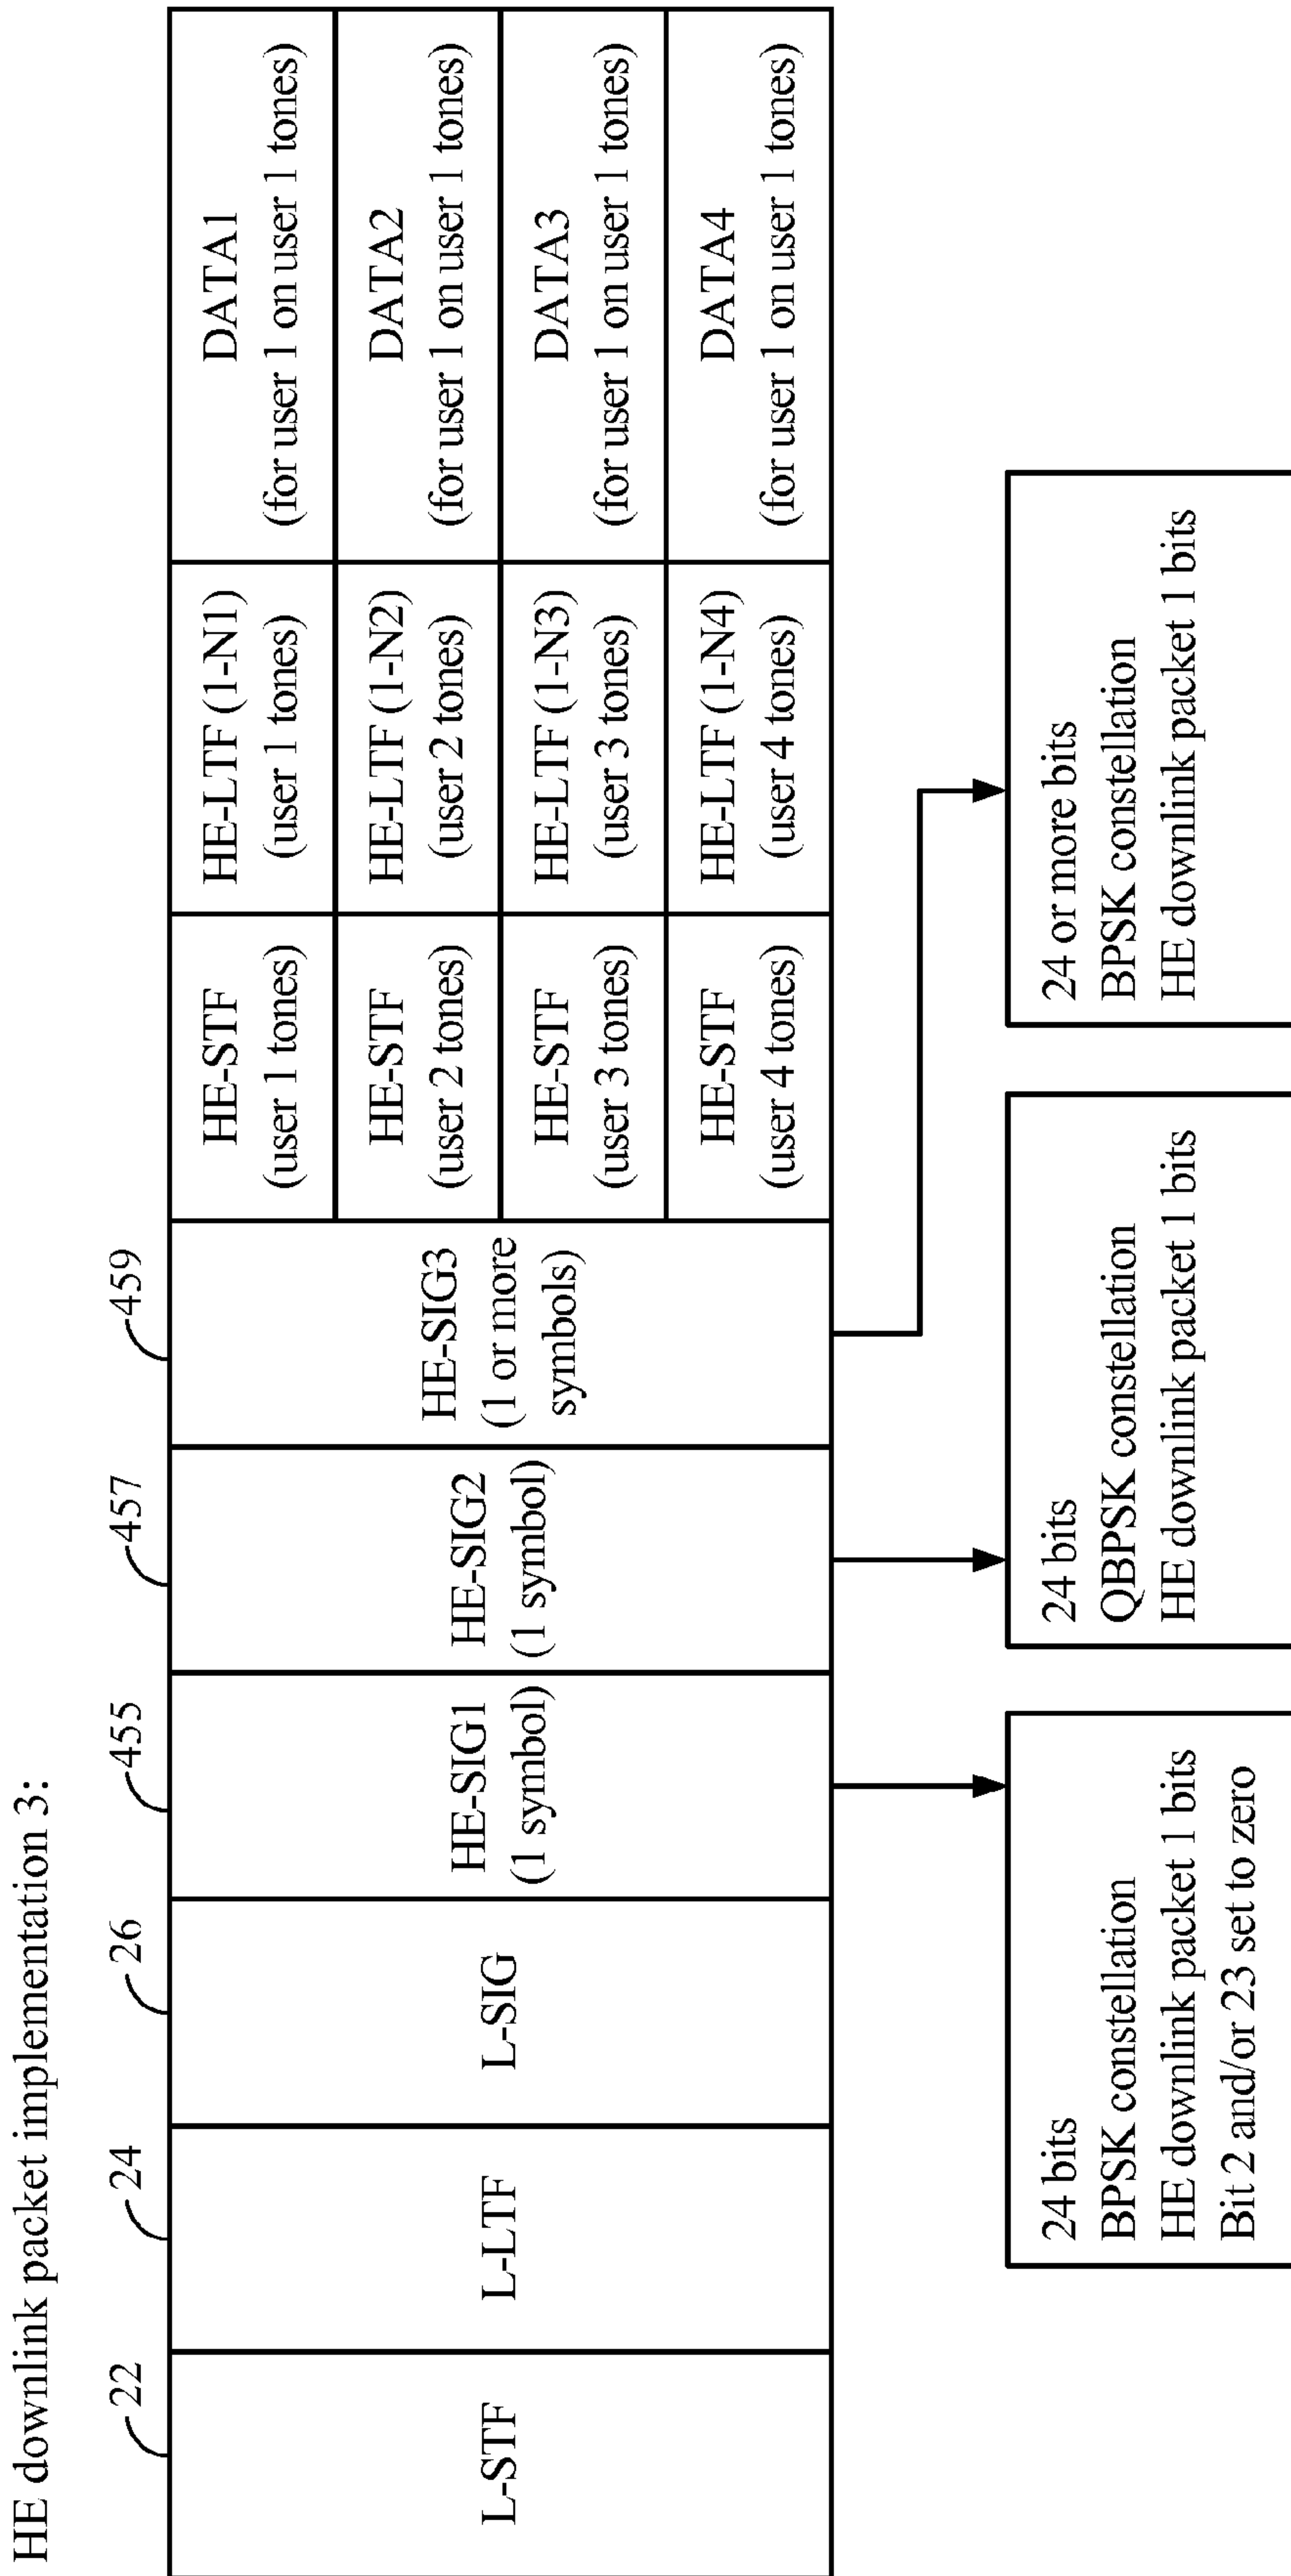 HE downlink packet implementation 3:
22
24
26
455
457
459
L-STF
L-LTF
L-SIG
HE-SIG1
(1 symbol)
HE-SIG2
(1 symbol)
HE-SIG3
(1 or more
symbols)
HE-STF
(user 1 tones)
HE-LTF (1-N1)
(user 1 tones)
DATA1
(for user 1 on user 1 tones)
HE-STF
(user 2 tones)
HE-LTF (1-N2)
(user 2 tones)
DATA2
(for user 1 on user 1 tones)
HE-STF
(user 3 tones)
HE-LTF (1-N3)
(user 3 tones)
DATA3
(for user 1 on user 1 tones)
HE-STF
(user 4 tones)
HE-LTF (1-N4)
(user 4 tones)
DATA4
(for user 1 on user 1 tones)
24 bits
BPSK constellation
HE downlink packet 1 bits
Bit 2 and/or 23 set to zero
24 bits
QBPSK constellation
HE downlink packet 1 bits
24 or more bits
BPSK constellation
HE downlink packet 1 bits